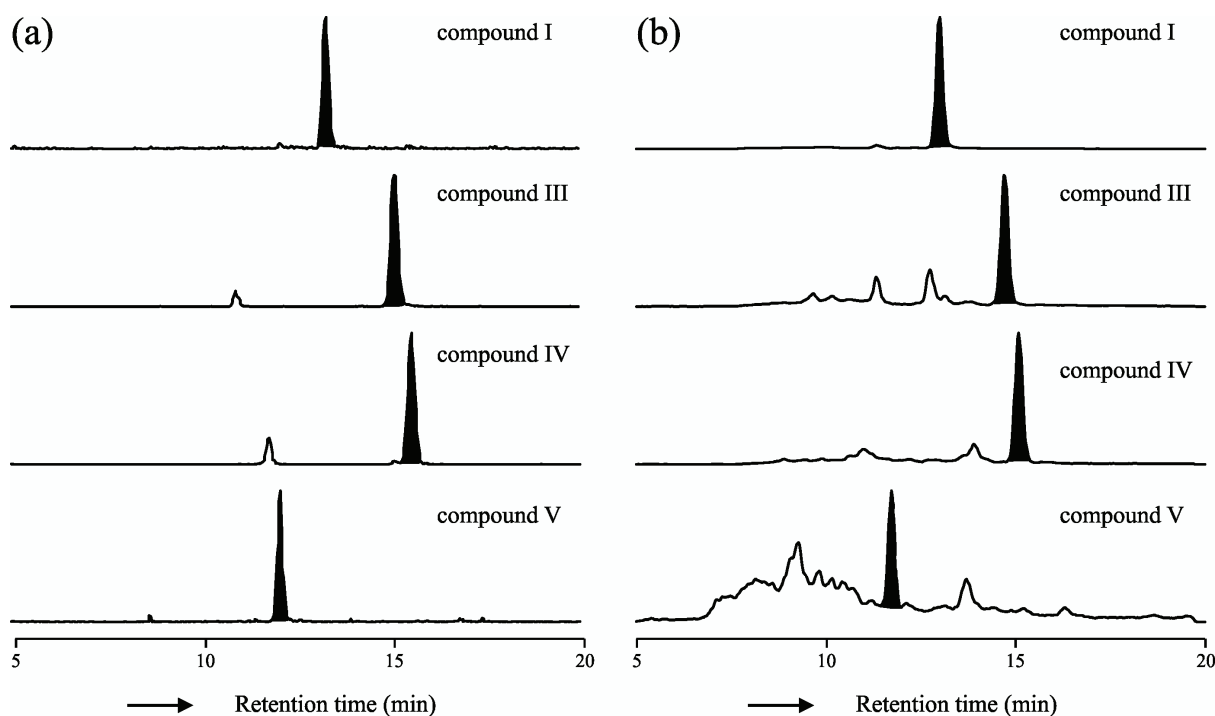 (a)
compound I
compound III
compound IV
compound V
5 10 15 20
Retention time (min)
(b)
compound I
compound III
compound IV
compound V
5 10 15 20
Retention time (min)